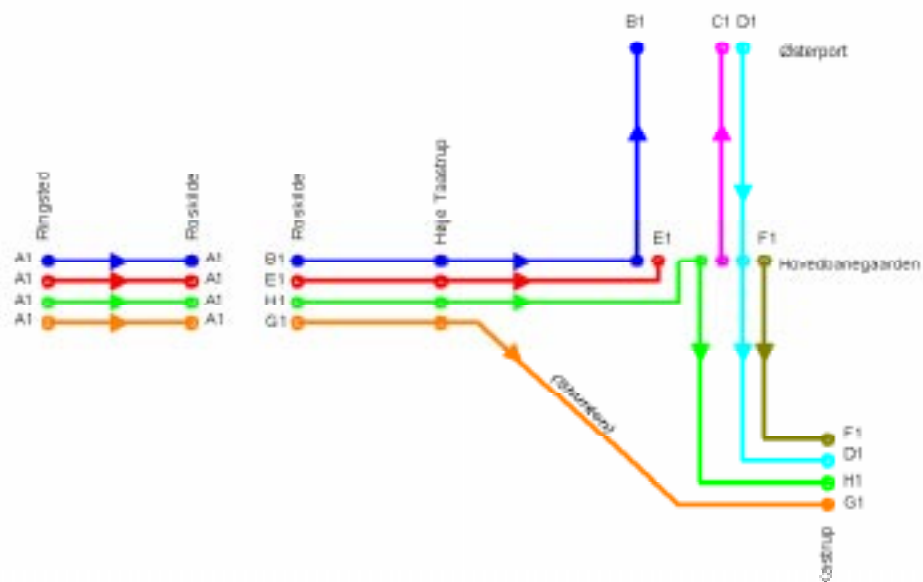 B1
C1 D1
Østerport
Ringsted
Roskilde
Roskilde
Høje Taastrup
A1 A1
A1 A1
A1 A1
A1 A1
B1
E1
H1
G1
E1
F1
Hovedbanegaarden
F1
D1
H1
G1
Kastrup